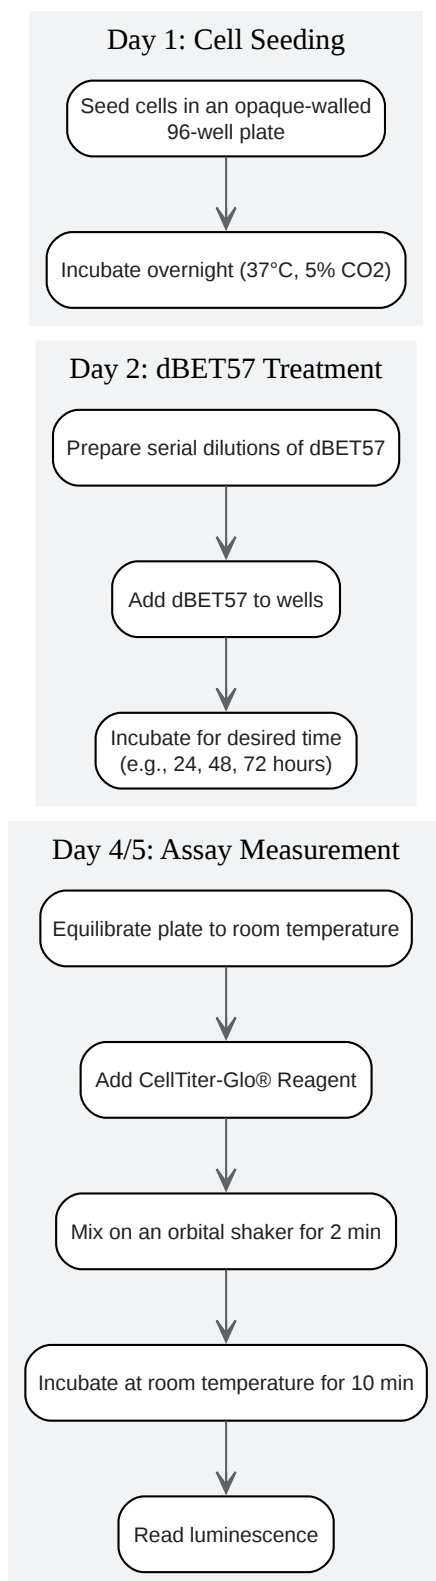 Day 1: Cell Seeding
Seed cells in an opaque-walled
96-well plate
Incubate overnight (37°C, 5% CO2)
Day 2: dBET57 Treatment
Prepare serial dilutions of dBET57
Add dBET57 to wells
Incubate for desired time
(e.g., 24, 48, 72 hours)
Day 4/5: Assay Measurement
Equilibrate plate to room temperature
Add CellTiter-Glo® Reagent
Mix on an orbital shaker for 2 min
Incubate at room temperature for 10 min
Read luminescence